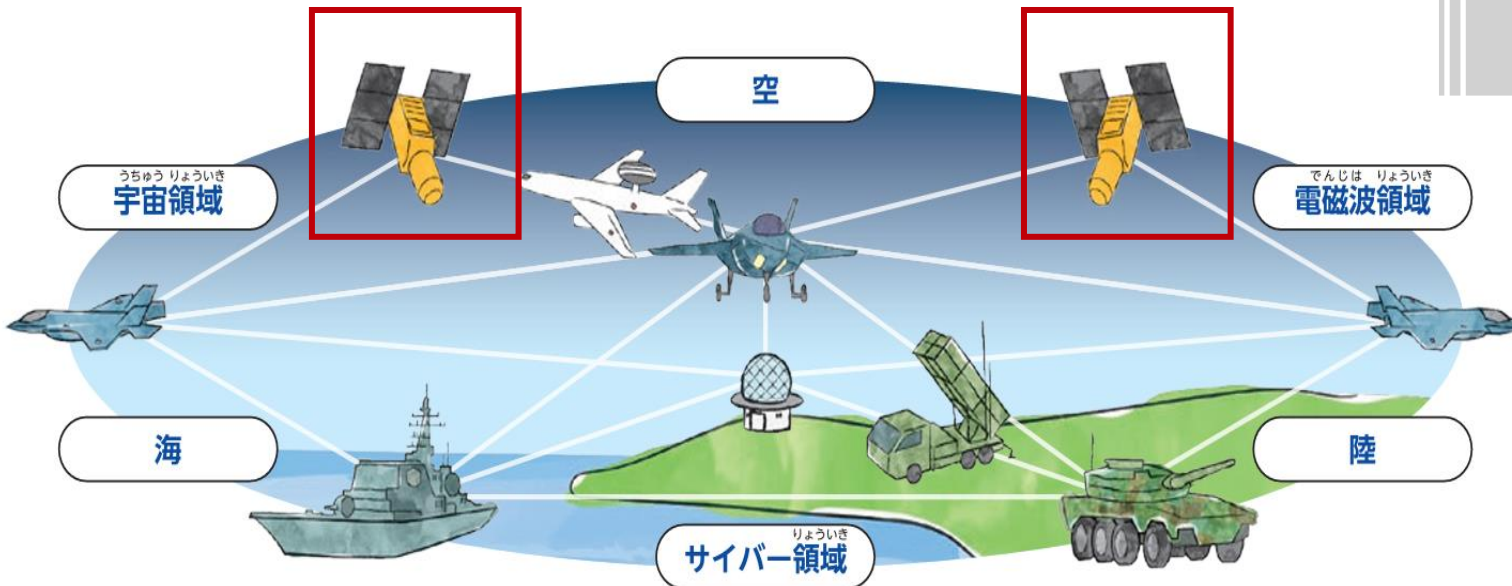 空
うちゅう りょういき
宇宙領域
でんじは りょういき
電磁波領域
海
陸
りょういき
サイバー領域